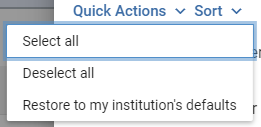 Quick Actions Sort
Select all
Deselect all
Restore to my institution's defaults